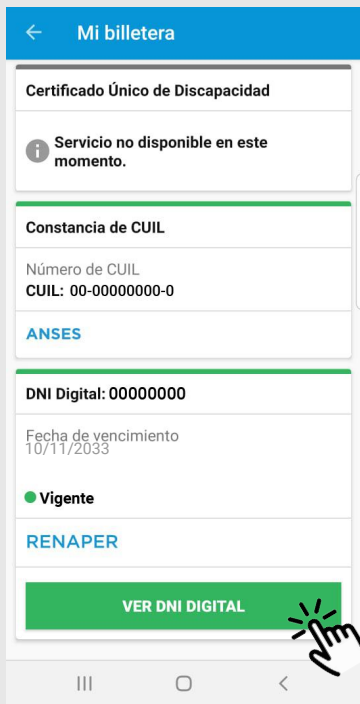 Mi billetera
Certificado Único de Discapacidad
Servicio no disponible en este
momento.
Constancia de CUIL
Número de CUIL
CUIL: 00-00000000-0
ANSES
DNI Digital: 00000000
Fecha de vencimiento
10/11/2033
Vigente
RENAPER
VER DNI DIGITAL